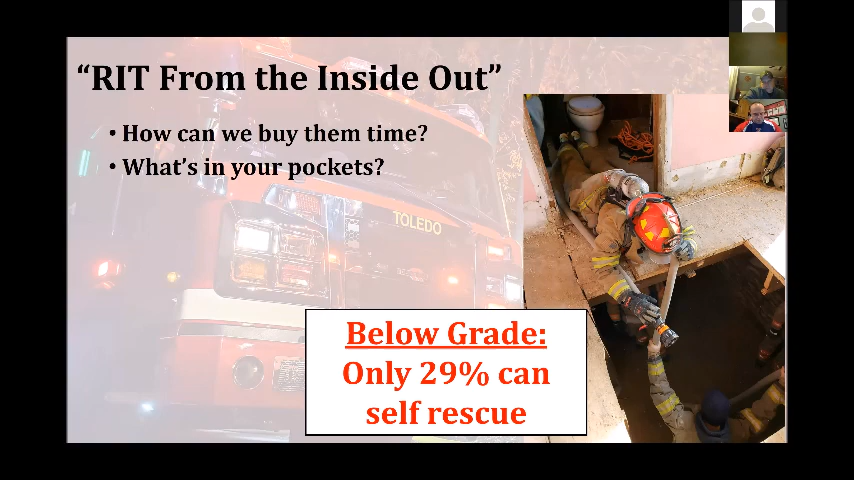 “RIT From the Inside Out”
• How can we buy them time?
• What’s in your pockets?
TOLEDO
Below Grade:
Only 29% can
self rescue